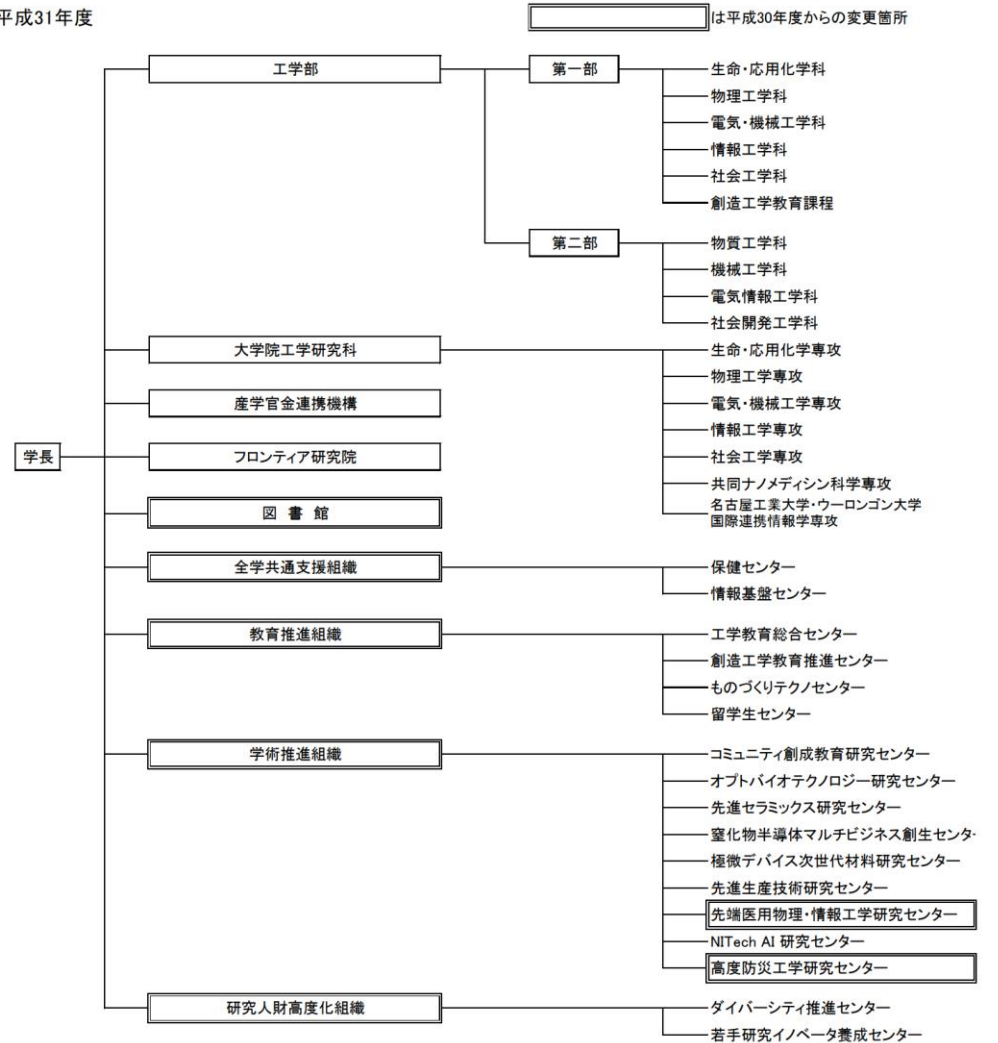 平成31年度
は平成30年度からの変更箇所
学長
工学部
第一部
生命・応用化学科
物理工学科
電気・機械工学科
情報工学科
社会工学科
創造工学教育課程
第二部
物質工学科
機械工学科
電気情報工学科
社会開発工学科
大学院工学研究科
生命・応用化学専攻
物理工学専攻
電気・機械工学専攻
情報工学専攻
社会工学専攻
共同ナノメディシン科学専攻
名古屋工業大学・ウーロンゴン大学
国際連携情報学専攻
産学官金連携機構
フロンティア研究院
図 書 館
全学共通支援組織
保健センター
情報基盤センター
教育推進組織
工学教育総合センター
創造工学教育推進センター
ものづくりテクノセンター
留学生センター
学術推進組織
コミュニティ創成教育研究センター
オプトバイオテクノロジー研究センター
先進セラミックス研究センター
窒化物半導体マルチビジネス創生センタ
極微デバイス次世代材料研究センター
先進生産技術研究センター
先端医用物理・情報工学研究センター
NITech AI 研究センター
高度防災工学研究センター
研究人財高度化組織
ダイバーシティ推進センター
若手研究イノベータ養成センター